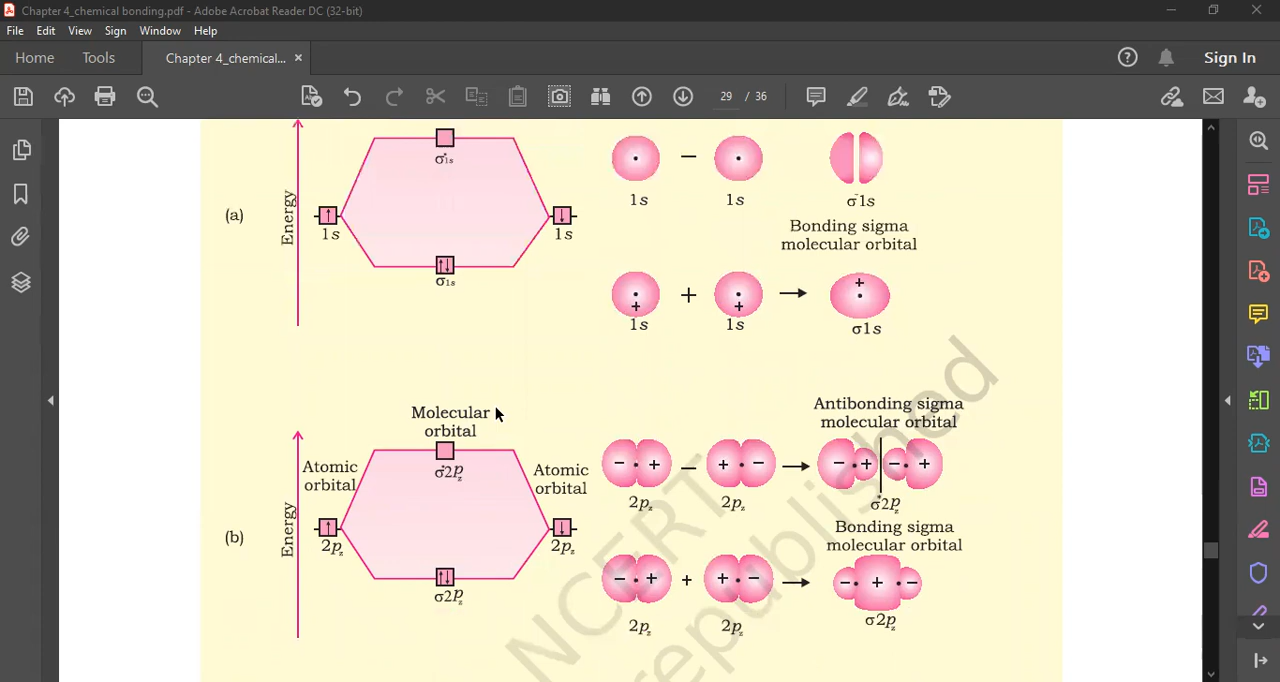 Chapter 4_chemical bonding.pdf - Adobe Acrobat Reader DC (32-bit)
File Edit View Sign Window Help
Home Tools Chapter 4_chemical... × Sign In
29 / 36
σ*1s
Energy
(a)
1s 1s
σ1s
− 
1s 1s σ*1s
Bonding sigma
molecular orbital
+ +
+
+
1s 1s σ1s
Molecular
orbital
Atomic
orbital
σ*2pz
Atomic
orbital
Energy
(b)
2pz 2pz
σ2pz
Antibonding sigma
molecular orbital
− + − + − − + − +
2pz 2pz σ*2pz
Bonding sigma
molecular orbital
− + + + − − + −
2pz 2pz σ2pz
NCERT
republished